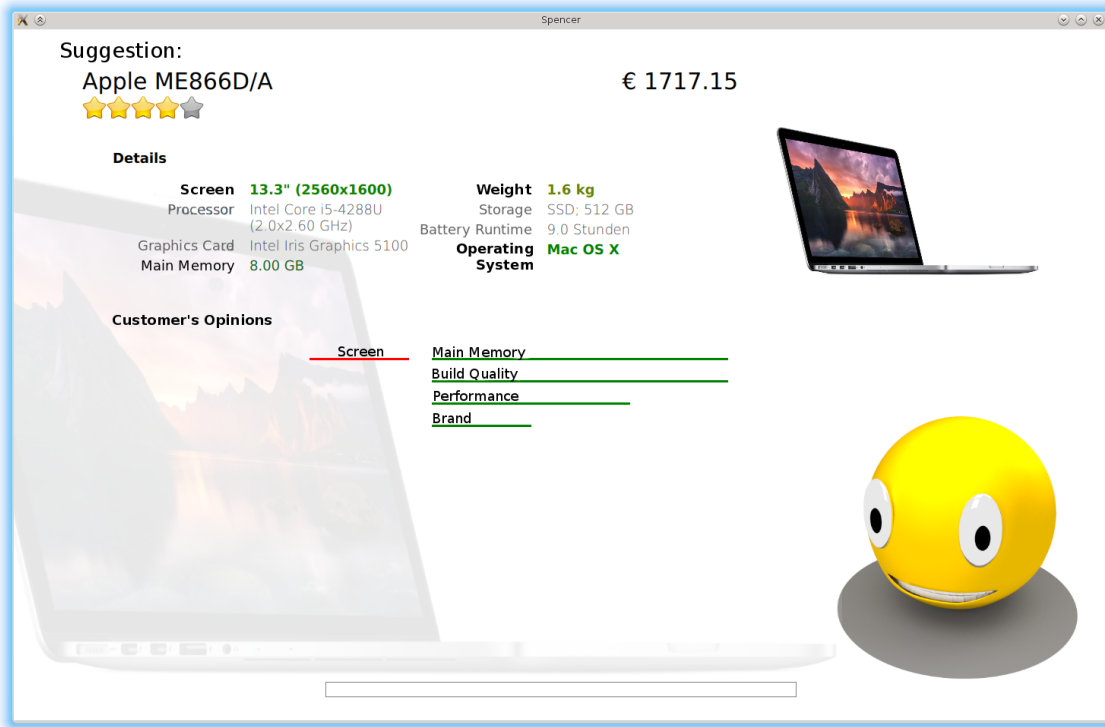 Spencer
Suggestion:
Apple ME866D/A
€ 1717.15
Details
Screen 13.3" (2560x1600)
Processor Intel Core i5-4288U
(2.0x2.60 GHz)
Graphics Card Intel Iris Graphics 5100
Main Memory 8.00 GB
Weight 1.6 kg
Storage SSD; 512 GB
Battery Runtime 9.0 Stunden
Operating Mac OS X
System
Customer's Opinions
Screen
Main Memory
Build Quality
Performance
Brand